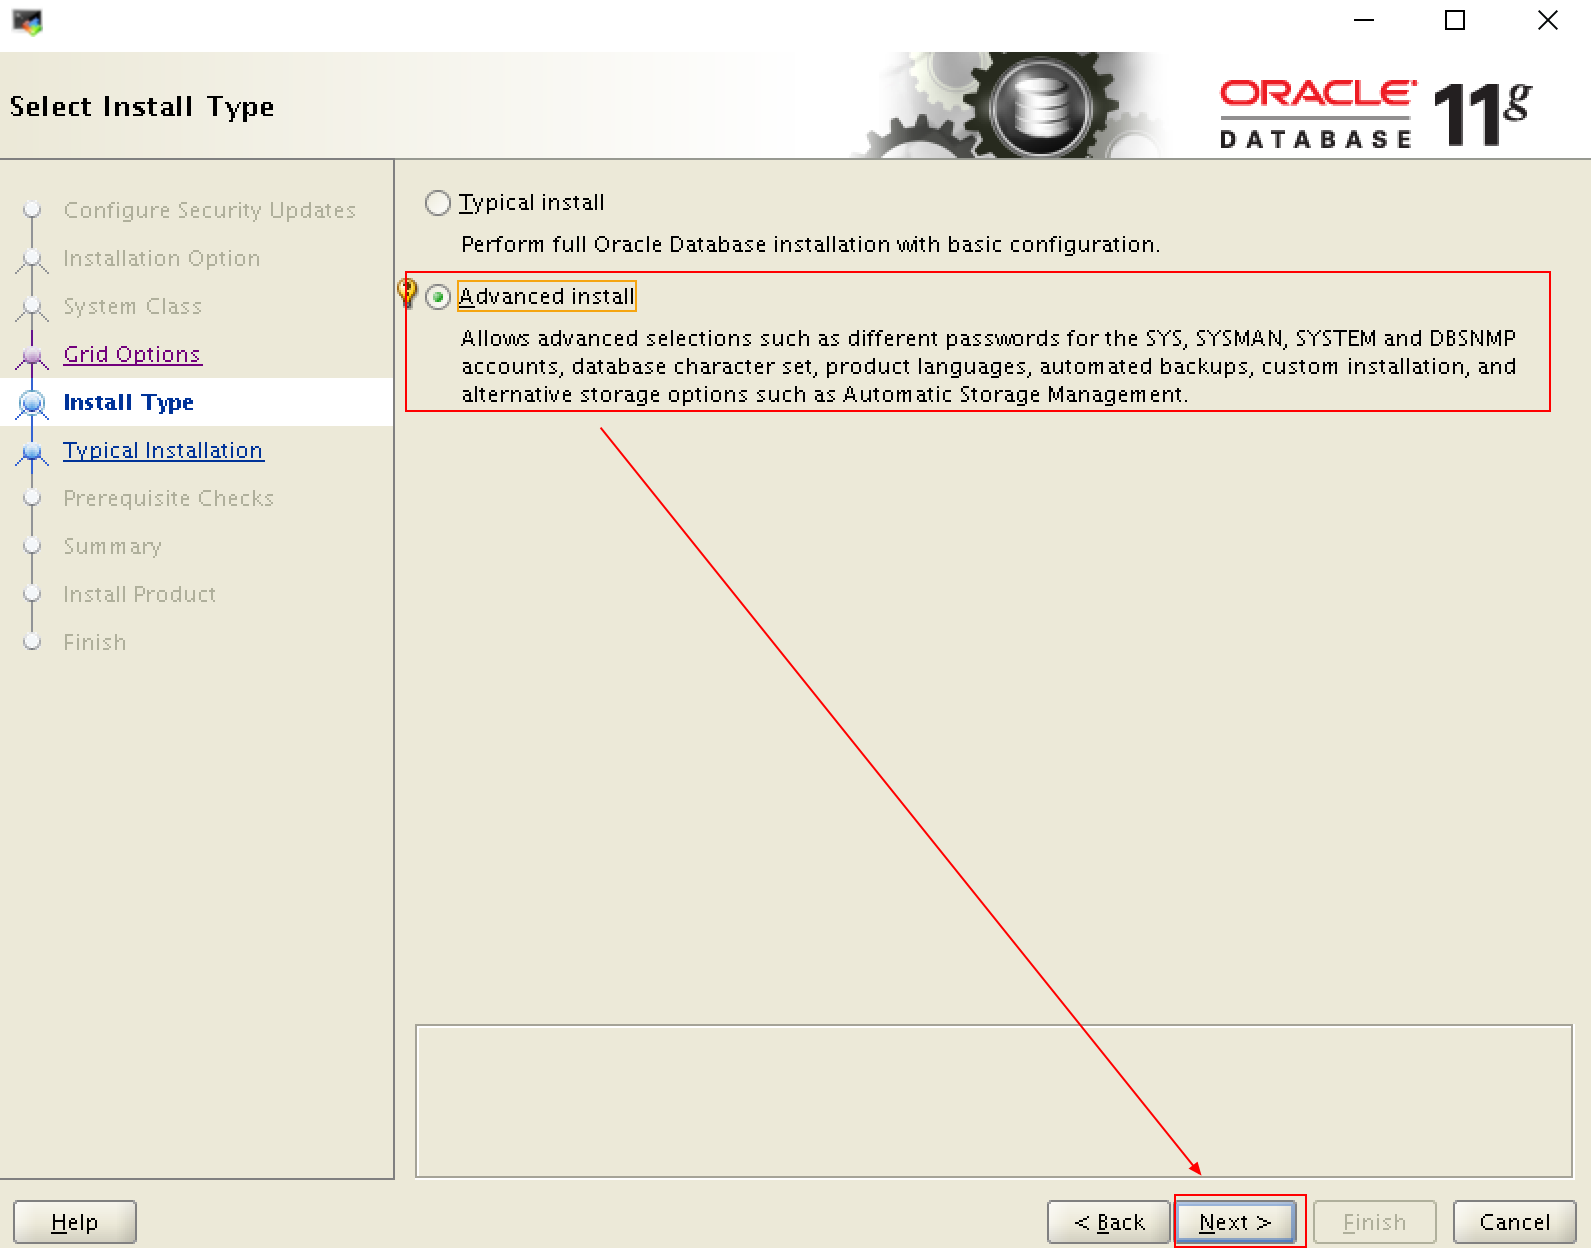 Select Install Type
ORACLE
DATABASE
11g
Configure Security Updates
Installation Option
System Class
Grid Options
Install Type
Typical Installation
Prerequisite Checks
Summary
Install Product
Finish
Typical install
Perform full Oracle Database installation with basic configuration.
Advanced install
Allows advanced selections such as different passwords for the SYS, SYSMAN, SYSTEM and DBSNMP
accounts, database character set, product languages, automated backups, custom installation, and
alternative storage options such as Automatic Storage Management.
Help
< Back
Next >
Finish
Cancel